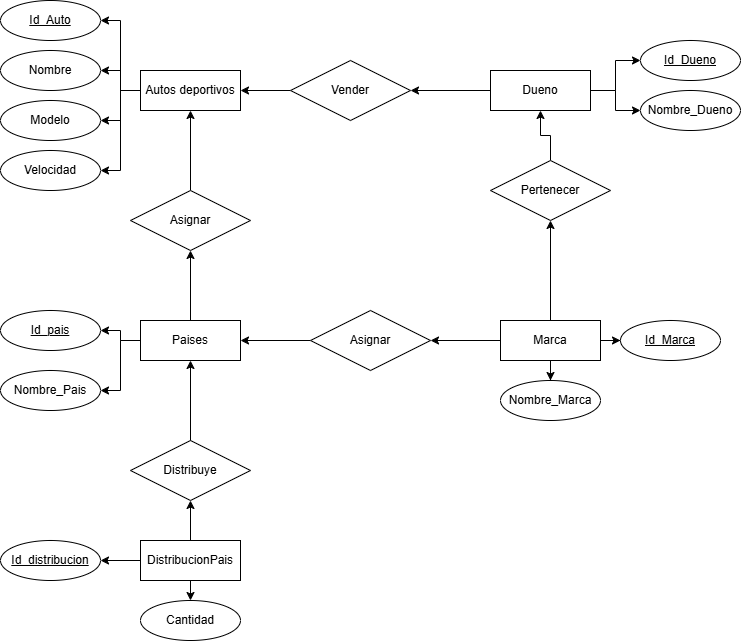 Id_Auto
Nombre
Modelo
Velocidad
Autos deportivos
Vender
Dueno
Id_Dueno
Nombre_Dueno
Asignar
Pertenecer
Id_pais
Nombre_Pais
Paises
Asignar
Marca
Id_Marca
Nombre_Marca
Distribuye
Id_distribucion
DistribucionPais
Cantidad